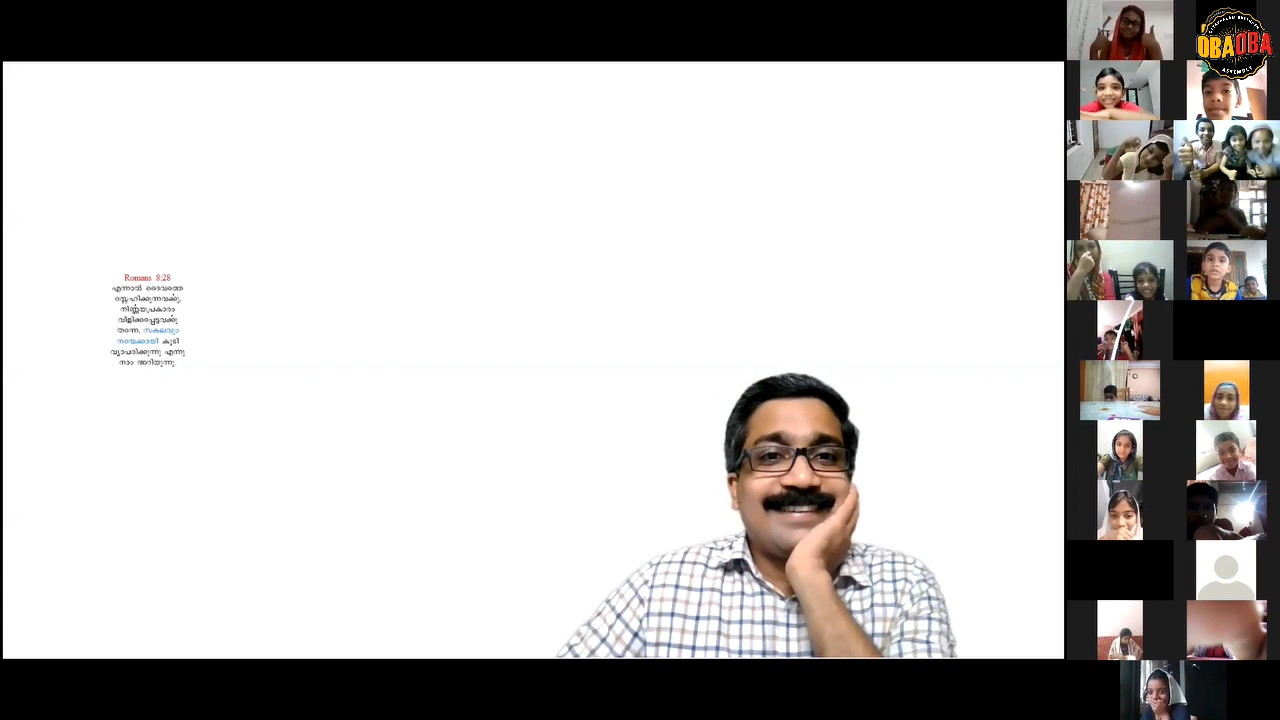 Romans 8:28
എന്നാൽ ദൈവത്തെ
സ്നേഹിക്കുന്നവർക്കു,
നിർണ്ണയപ്രകാരം
വിളിക്കപ്പെട്ടവർക്കു
തന്നേ, സകലവും
നന്മെക്കായി കൂടി
വ്യാപരിക്കുന്നു എന്നു
നാം അറിയുന്നു.
OBA OBA
ASSEMBLY